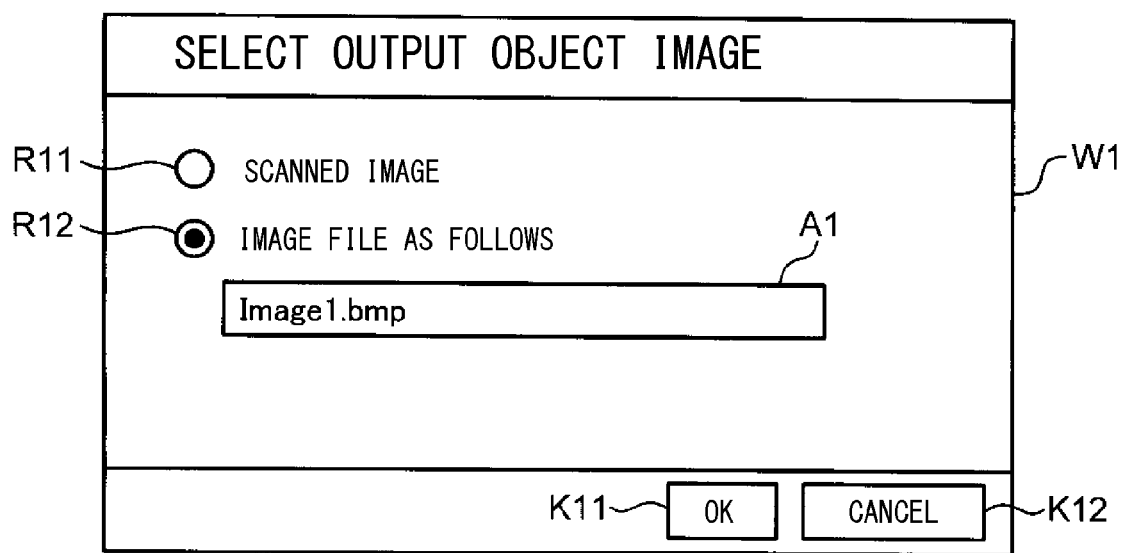 SELECT OUTPUT OBJECT IMAGE
R11 SCANNED IMAGE W1
R12 IMAGE FILE AS FOLLOWS A1
Image1.bmp
K11 OK CANCEL K12